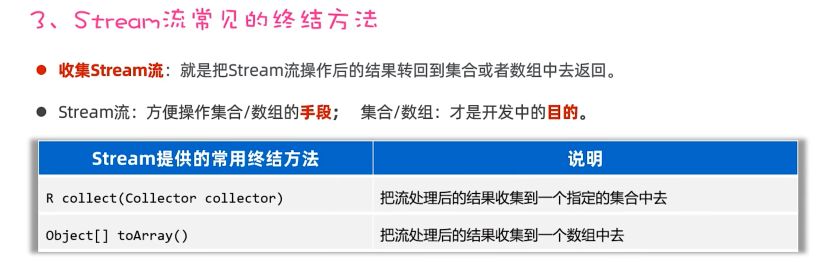 3、Stream流常见的终结方法
● 收集Stream流：就是把Stream流操作后的结果转回到集合或者数组中去返回。
● Stream流：方便操作集合/数组的手段； 集合/数组：才是开发中的目的。
Stream提供的常用终结方法 说明
R collect(Collector collector) 把流处理后的结果收集到一个指定的集合中去
Object[] toArray() 把流处理后的结果收集到一个数组中去